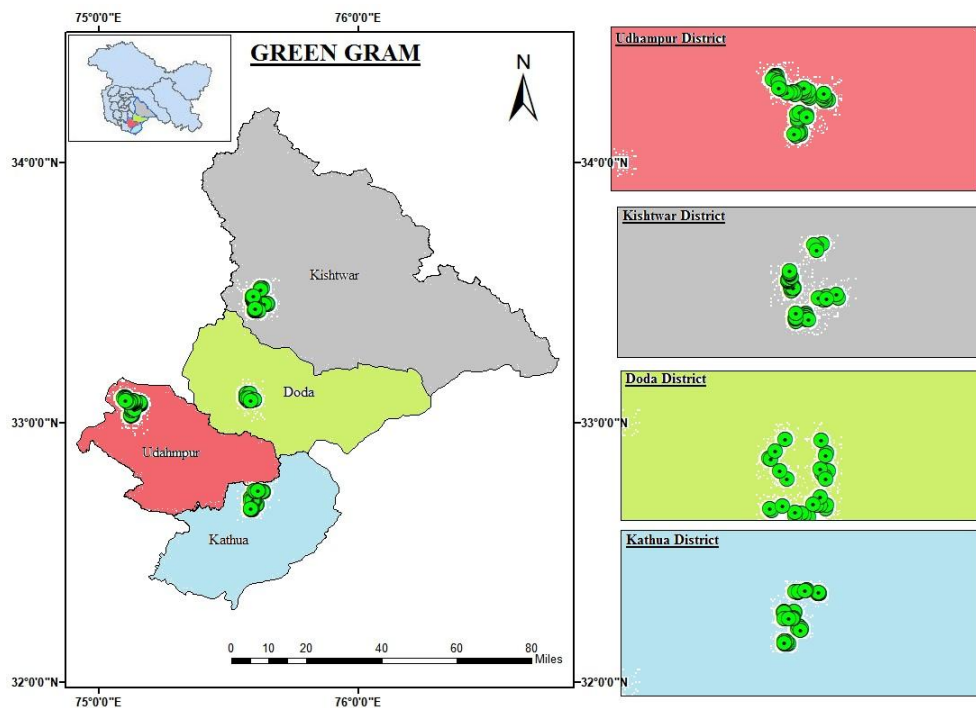 75°0'0"E 76°0'0"E
GREEN GRAM
N
34°0'0"N 34°0'0"N
Kishtwar
Doda
33°0'0"N 33°0'0"N
Udahmpur
Kathua
0 10 20 40 60 80
Miles
32°0'0"N 32°0'0"N
75°0'0"E 76°0'0"E
Udhampur District
Kishtwar District
Doda District
Kathua District